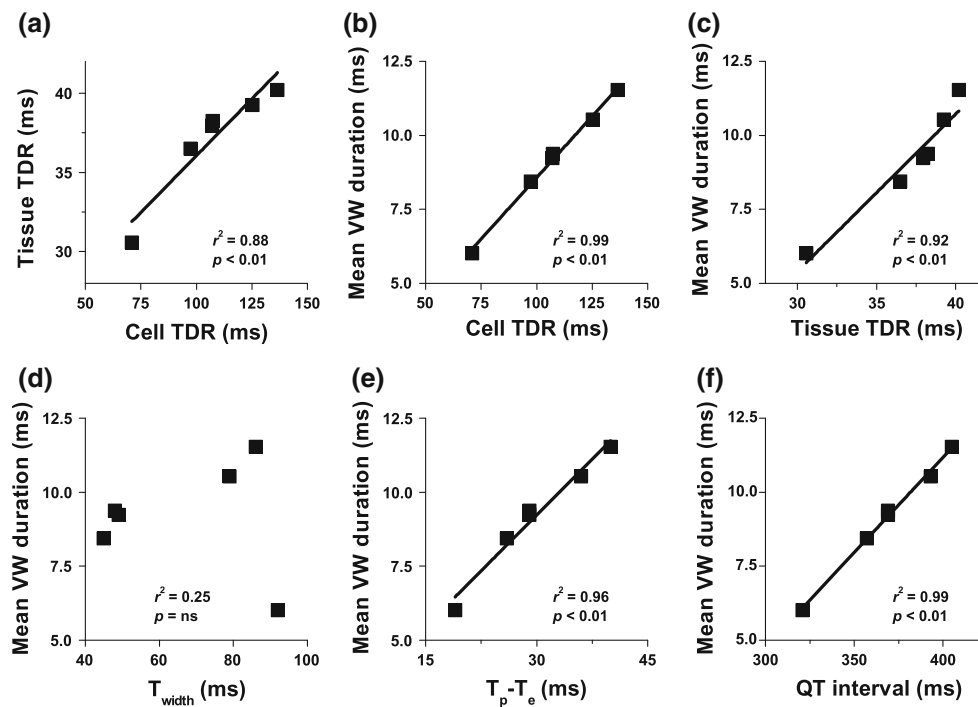 (a)
Tissue TDR (ms)
40
35
30
r² = 0.88
p < 0.01
50 75 100 125 150
Cell TDR (ms)
(b)
Mean VW duration (ms)
12.5
10.0
7.5
5.0
r² = 0.99
p < 0.01
50 75 100 125 150
Cell TDR (ms)
(c)
Mean VW duration (ms)
12.5
10.0
7.5
5.0
r² = 0.92
p < 0.01
30 35 40
Tissue TDR (ms)
(d)
Mean VW duration (ms)
12.5
10.0
7.5
5.0
r² = 0.25
p = ns
40 60 80 100
Twidth (ms)
(e)
Mean VW duration (ms)
12.5
10.0
7.5
5.0
r² = 0.96
p < 0.01
15 30 45
Tp-Te (ms)
(f)
Mean VW duration (ms)
12.5
10.0
7.5
5.0
r² = 0.99
p < 0.01
300 350 400
QT interval (ms)